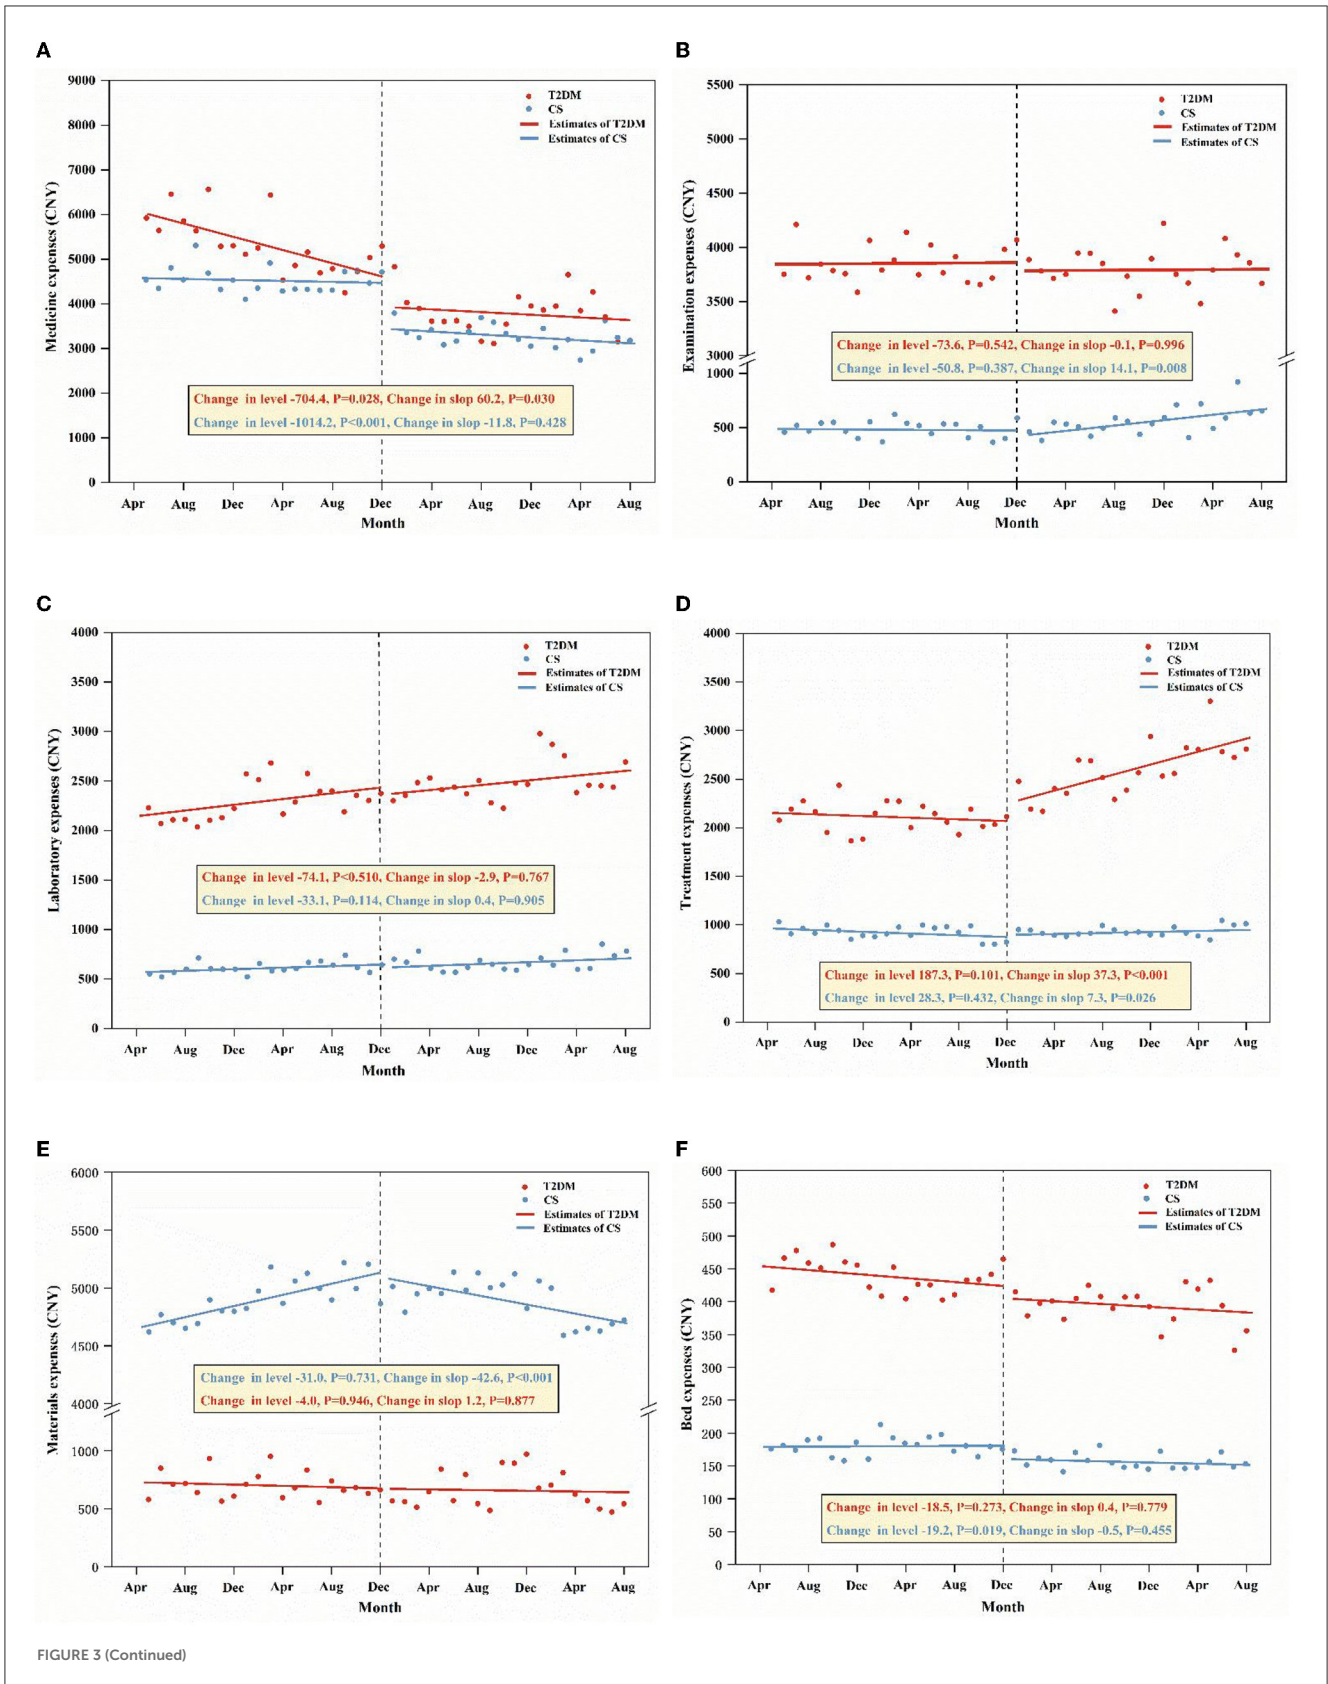 A
9000
8000
7000
6000
5000
4000
3000
2000
1000
0
Medicine expenses (CNY)
T2DM
CS
Estimates of T2DM
Estimates of CS
Change in level -704.4, P=0.028, Change in slop 60.2, P=0.030
Change in level -1014.2, P<0.001, Change in slop -11.8, P=0.428
Apr Aug Dec Apr Aug Dec Apr Aug Dec Apr Aug
Month
B
5500
5000
4500
4000
3500
3000
1000
500
0
Examination expenses (CNY)
T2DM
CS
Estimates of T2DM
Estimates of CS
Change in level -73.6, P=0.542, Change in slop -0.1, P=0.996
Change in level -50.8, P=0.387, Change in slop 14.1, P=0.008
Apr Aug Dec Apr Aug Dec Apr Aug Dec Apr Aug
Month
C
4000
3500
3000
2500
2000
1500
1000
500
0
Laboratory expenses (CNY)
T2DM
CS
Estimates of T2DM
Estimates of CS
Change in level -74.1, P<0.510, Change in slop -2.9, P=0.767
Change in level -33.1, P=0.114, Change in slop 0.4, P=0.905
Apr Aug Dec Apr Aug Dec Apr Aug Dec Apr Aug
Month
D
4000
3500
3000
2500
2000
1500
1000
500
0
Treatment expenses (CNY)
T2DM
CS
Estimates of T2DM
Estimates of CS
Change in level 187.3, P=0.101, Change in slop 37.3, P<0.001
Change in level 28.3, P=0.432, Change in slop 7.3, P=0.026
Apr Aug Dec Apr Aug Dec Apr Aug Dec Apr Aug
Month
E
6000
5500
5000
4500
4000
1000
500
0
Materials expenses (CNY)
T2DM
CS
Estimates of T2DM
Estimates of CS
Change in level -31.0, P=0.731, Change in slop -42.6, P<0.001
Change in level -4.0, P=0.946, Change in slop 1.2, P=0.877
Apr Aug Dec Apr Aug Dec Apr Aug Dec Apr Aug
Month
F
600
550
500
450
400
350
300
250
200
150
100
50
0
Bed expenses (CNY)
T2DM
CS
Estimates of T2DM
Estimates of CS
Change in level -18.5, P=0.273, Change in slop 0.4, P=0.779
Change in level -19.2, P=0.019, Change in slop -0.5, P=0.455
Apr Aug Dec Apr Aug Dec Apr Aug Dec Apr Aug
Month
FIGURE 3 (Continued)